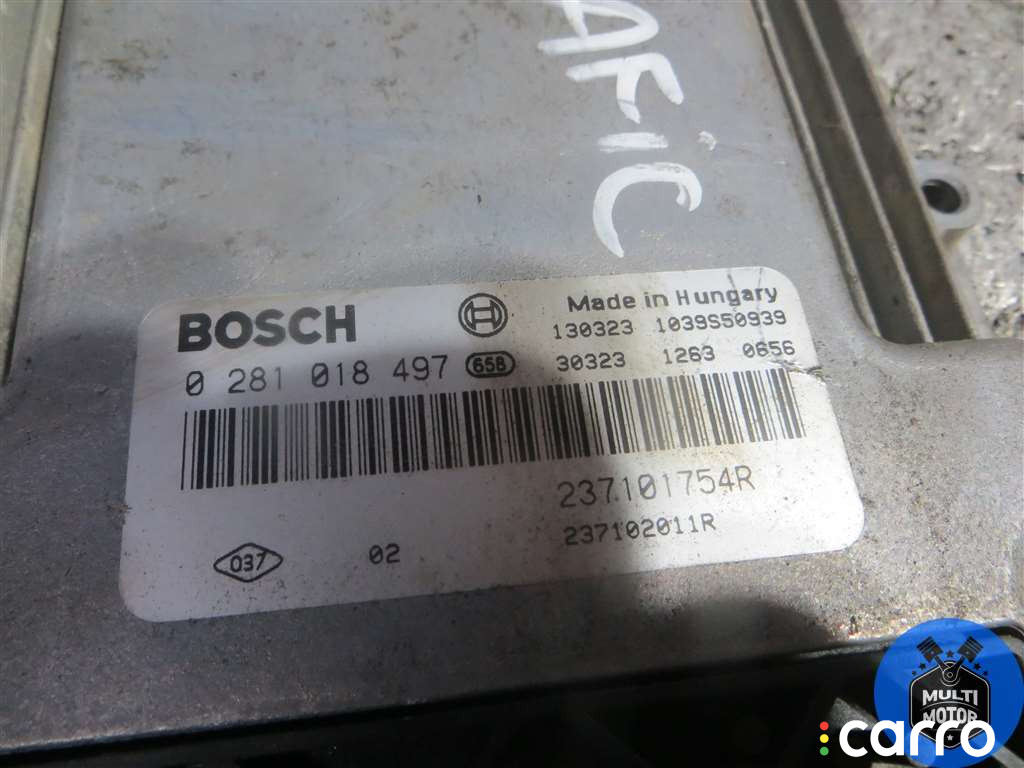 AFIC
BOSCH
Made in Hungary
130323 1039S50939
0 281 018 497 658
30323 1263 0656
237101754R
237102011R
037 02
MULTI
MOTOR
carro